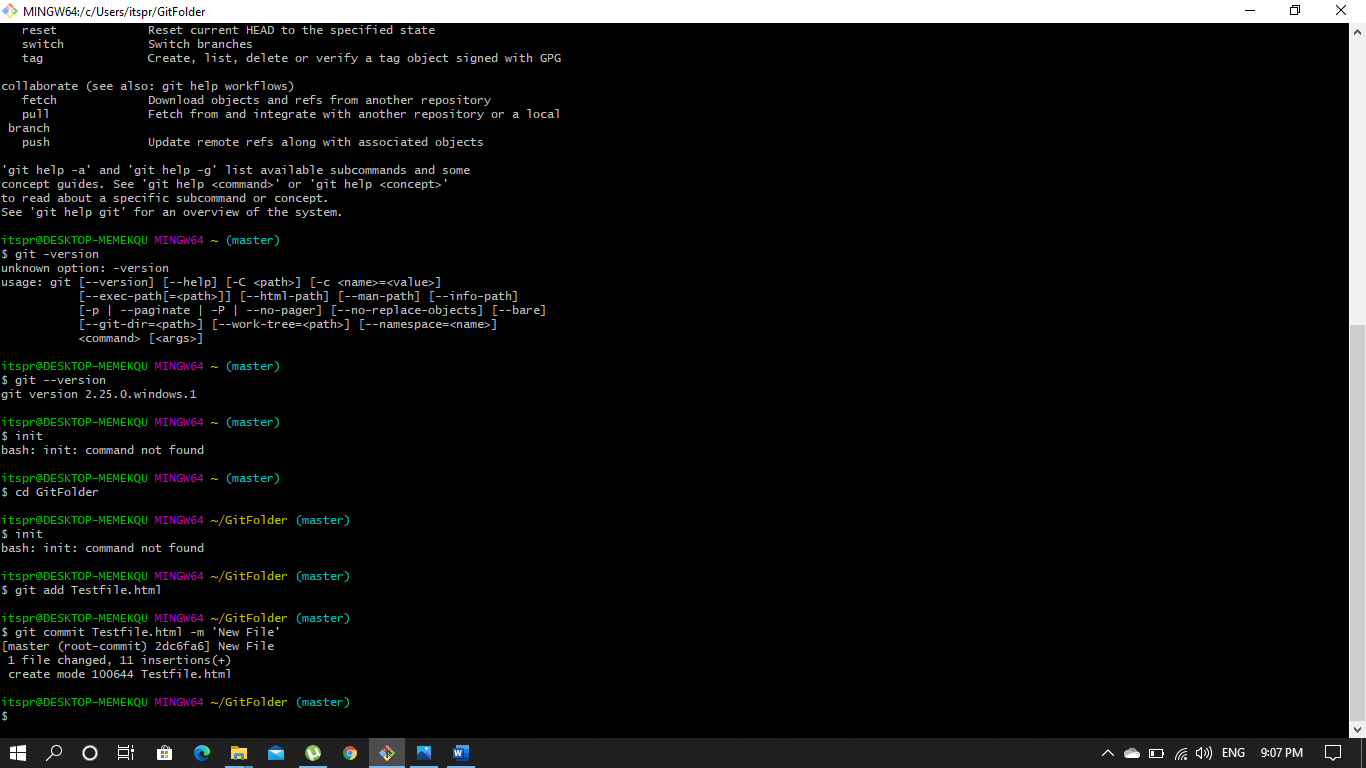 MINGW64:/c/Users/itspr/GitFolder
reset Reset current HEAD to the specified state
switch Switch branches
tag Create, list, delete or verify a tag object signed with GPG
collaborate (see also: git help workflows)
fetch Download objects and refs from another repository
pull Fetch from and integrate with another repository or a local
branch
push Update remote refs along with associated objects
'git help -a' and 'git help -g' list available subcommands and some
concept guides. See 'git help <command>' or 'git help <concept>'
to read about a specific subcommand or concept.
See 'git help git' for an overview of the system.
itspr@DESKTOP-MEMEKQU MINGW64 ~ (master)
$ git -version
unknown option: -version
usage: git [--version] [--help] [-C <path>] [-c <name>=<value>]
[--exec-path[=<path>]] [--html-path] [--man-path] [--info-path]
[-p | --paginate | -P | --no-pager] [--no-replace-objects] [--bare]
[--git-dir=<path>] [--work-tree=<path>] [--namespace=<name>]
<command> [<args>]
itspr@DESKTOP-MEMEKQU MINGW64 ~ (master)
$ git --version
git version 2.25.0.windows.1
itspr@DESKTOP-MEMEKQU MINGW64 ~ (master)
$ init
bash: init: command not found
itspr@DESKTOP-MEMEKQU MINGW64 ~ (master)
$ cd GitFolder
itspr@DESKTOP-MEMEKQU MINGW64 ~/GitFolder (master)
$ init
bash: init: command not found
itspr@DESKTOP-MEMEKQU MINGW64 ~/GitFolder (master)
$ git add Testfile.html
itspr@DESKTOP-MEMEKQU MINGW64 ~/GitFolder (master)
$ git commit Testfile.html -m 'New File'
[master (root-commit) 2dc6fa6] New File
1 file changed, 11 insertions(+)
create mode 100644 Testfile.html
itspr@DESKTOP-MEMEKQU MINGW64 ~/GitFolder (master)
$
ENG 9:07 PM